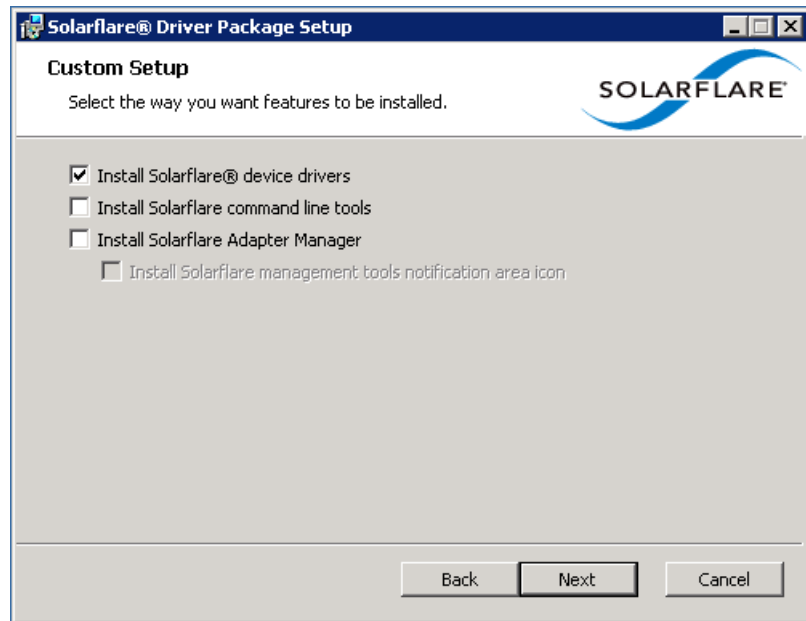 Solarflare® Driver Package Setup
Custom Setup
Select the way you want features to be installed.
SOLARFLARE®
Install Solarflare® device drivers
Install Solarflare command line tools
Install Solarflare Adapter Manager
Install Solarflare management tools notification area icon
Back Next Cancel